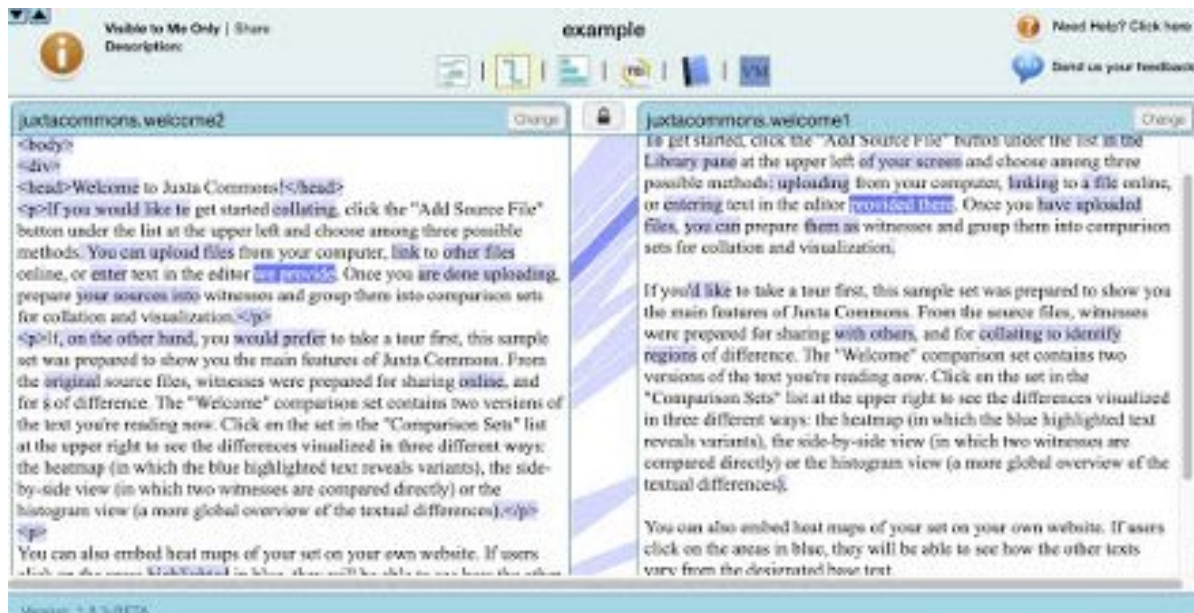 Visible to Me Only | Share
Description:
example
Need Help? Click here
Send us your feedback
VM
juxtacommons.welcome2
Change
<body>
<div>
<head>Welcome to Juxta Commons!</head>
<p>If you would like to get started collating, click the "Add Source File"
button under the list at the upper left and choose among three possible
methods. You can upload files from your computer, link to other files
online, or enter text in the editor we provide. Once you are done uploading,
prepare your sources into witnesses and group them into comparison sets
for collation and visualization.</p>
<p>If, on the other hand, you would prefer to take a tour first, this sample
set was prepared to show you the main features of Juxta Commons. From
the original source files, witnesses were prepared for sharing online, and
for s of difference. The "Welcome" comparison set contains two versions of
the text you're reading now. Click on the set in the "Comparison Sets" list
at the upper right to see the differences visualized in three different ways:
the heatmap (in which the blue highlighted text reveals variants), the side-
by-side view (in which two witnesses are compared directly) or the
histogram view (a more global overview of the textual differences).</p>
<p>
You can also embed heat maps of your set on your own website. If users
click on the areas highlighted in blue, they will be able to see how the other
juxtacommons.welcome1
Change
To get started, click the "Add Source File" button under the list in the
Library pane at the upper left of your screen and choose among three
possible methods: uploading from your computer, linking to a file online,
or entering text in the editor provided there. Once you have uploaded
files, you can prepare them as witnesses and group them into comparison
sets for collation and visualization.
If you'd like to take a tour first, this sample set was prepared to show you
the main features of Juxta Commons. From the source files, witnesses
were prepared for sharing with others, and for collating to identify
regions of difference. The "Welcome" comparison set contains two
versions of the text you're reading now. Click on the set in the
"Comparison Sets" list at the upper right to see the differences visualized
in three different ways: the heatmap (in which the blue highlighted text
reveals variants), the side-by-side view (in which two witnesses are
compared directly) or the histogram view (a more global overview of the
textual differences).
You can also embed heat maps of your set on your own website. If users
click on the areas in blue, they will be able to see how the other texts
vary from the designated base text.